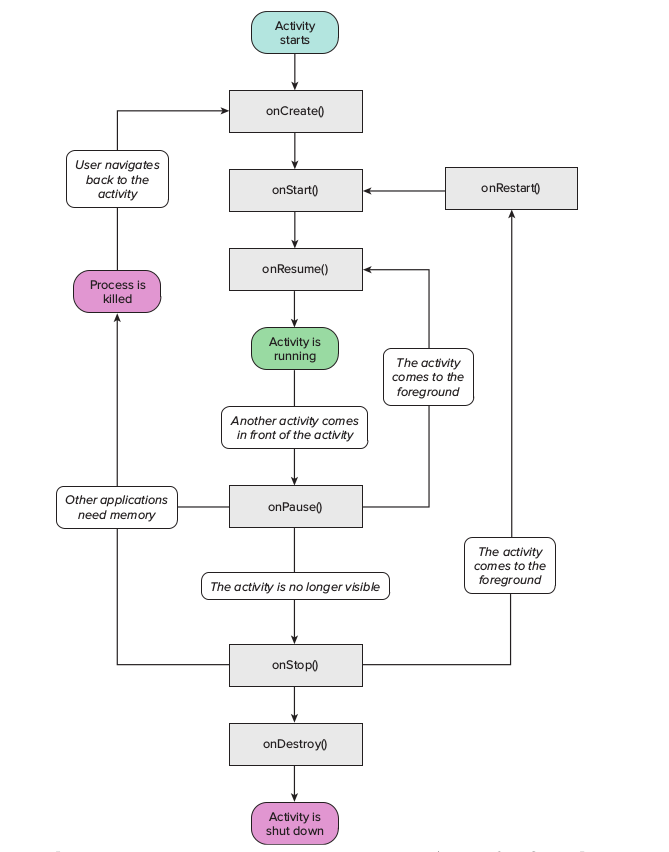 Activity
starts
onCreate()
User navigates
back to the
activity
onStart()
onRestart()
onResume()
Process is
killed
Activity is
running
The activity
comes to the
foreground
Another activity comes
in front of the activity
Other applications
need memory
onPause()
The activity
comes to the
foreground
The activity is no longer visible
onStop()
onDestroy()
Activity is
shut down